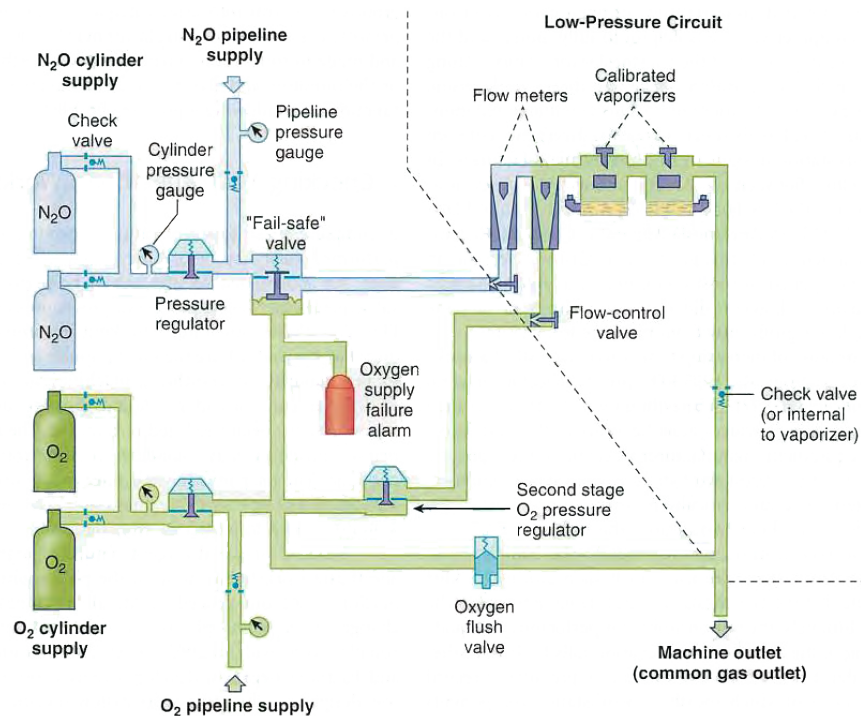 Low-Pressure Circuit
N2O pipeline
supply
N2O cylinder
supply
Check
valve
Cylinder
pressure
gauge
Pipeline
pressure
gauge
Flow meters
Calibrated
vaporizers
N2O
"Fail-safe"
valve
N2O
Pressure
regulator
Flow-control
valve
Oxygen
supply
failure
alarm
Check valve
(or internal
to vaporizer)
O2
Second stage
O2 pressure
regulator
O2
Oxygen
flush
valve
O2 cylinder
supply
Machine outlet
(common gas outlet)
O2 pipeline supply